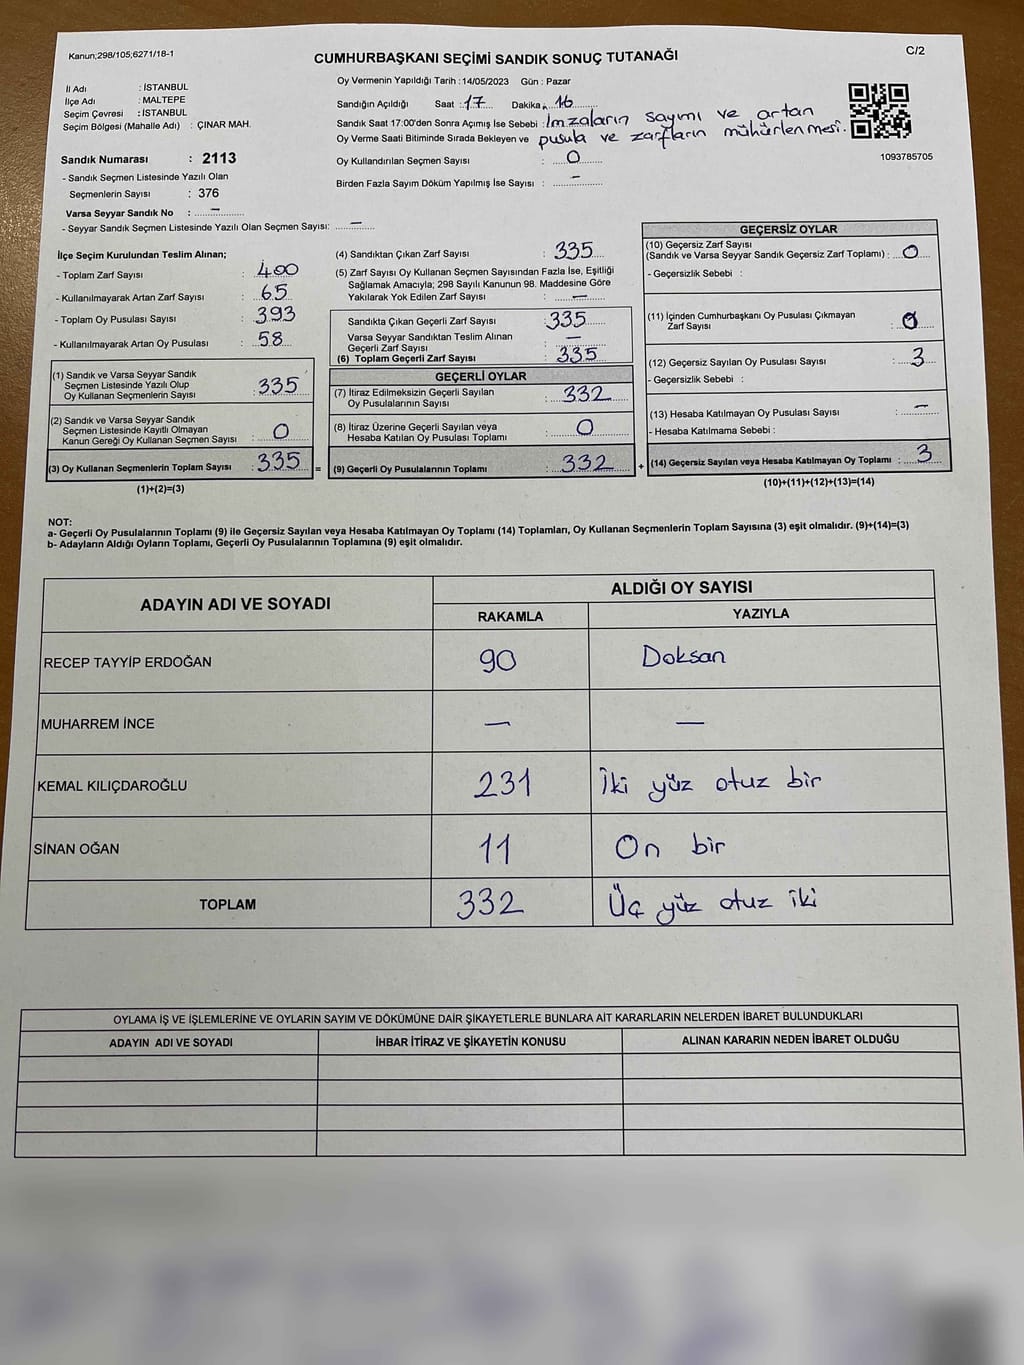 Kanun;298/105;6271/18-1
C/2
CUMHURBAŞKANI SEÇİMİ SANDIK SONUÇ TUTANAĞI
İl Adı : İSTANBUL
İlçe Adı : MALTEPE
Seçim Çevresi : İSTANBUL
Seçim Bölgesi (Mahalle Adı) : ÇINAR MAH.
Sandık Numarası : 2113
- Sandık Seçmen Listesinde Yazılı Olan
Seçmenlerin Sayısı : 376
Varsa Seyyar Sandık No : —
- Seyyar Sandık Seçmen Listesinde Yazılı Olan Seçmen Sayısı: —
Oy Vermenin Yapıldığı Tarih : 14/05/2023 Gün : Pazar
Sandığın Açıldığı Saat : 17 Dakika 16
Sandık Saat 17:00'den Sonra Açımış İse Sebebi : İmzaların sayımı ve artan
Oy Verme Saati Bitiminde Sırada Bekleyen ve pusula ve zarfların mühürlenmesi.
Oy Kullandırılan Seçmen Sayısı : 0
Birden Fazla Sayım Döküm Yapılmış İse Sayısı : —
1093785705
İlçe Seçim Kurulundan Teslim Alınan;
- Toplam Zarf Sayısı : 400
- Kullanılmayarak Artan Zarf Sayısı : 65
- Toplam Oy Pusulası Sayısı : 393
- Kullanılmayarak Artan Oy Pusulası : 58
(1) Sandık ve Varsa Seyyar Sandık
Seçmen Listesinde Yazılı Olup
Oy Kullanan Seçmenlerin Sayısı : 335
(2) Sandık ve Varsa Seyyar Sandık
Seçmen Listesinde Kayıtlı Olmayan
Kanun Gereği Oy Kullanan Seçmen Sayısı : 0
(3) Oy Kullanan Seçmenlerin Toplam Sayısı : 335 =
(1)+(2)=(3)
(4) Sandıktan Çıkan Zarf Sayısı : 335
(5) Zarf Sayısı Oy Kullanan Seçmen Sayısından Fazla İse, Eşitliği
Sağlamak Amacıyla; 298 Sayılı Kanunun 98. Maddesine Göre
Yakılarak Yok Edilen Zarf Sayısı : —
Sandıkta Çıkan Geçerli Zarf Sayısı : 335
Varsa Seyyar Sandıktan Teslim Alınan
Geçerli Zarf Sayısı : —
(6) Toplam Geçerli Zarf Sayısı : 335
GEÇERLİ OYLAR
(7) İtiraz Edilmeksizin Geçerli Sayılan
Oy Pusulalarının Sayısı : 332
(8) İtiraz Üzerine Geçerli Sayılan veya
Hesaba Katılan Oy Pusulası Toplamı : 0
(9) Geçerli Oy Pusulalarının Toplamı : 332 +
GEÇERSİZ OYLAR
(10) Geçersiz Zarf Sayısı
(Sandık ve Varsa Seyyar Sandık Geçersiz Zarf Toplamı) : 0
- Geçersizlik Sebebi :
(11) İçinden Cumhurbaşkanı Oy Pusulası Çıkmayan
Zarf Sayısı : 0
(12) Geçersiz Sayılan Oy Pusulası Sayısı : 3
- Geçersizlik Sebebi :
(13) Hesaba Katılmayan Oy Pusulası Sayısı : —
- Hesaba Katılmama Sebebi :
(14) Geçersiz Sayılan veya Hesaba Katılmayan Oy Toplamı : 3
(10)+(11)+(12)+(13)=(14)
NOT:
a- Geçerli Oy Pusulalarının Toplamı (9) ile Geçersiz Sayılan veya Hesaba Katılmayan Oy Toplamı (14) Toplamları, Oy Kullanan Seçmenlerin Toplam Sayısına (3) eşit olmalıdır. (9)+(14)=(3)
b- Adayların Aldığı Oyların Toplamı, Geçerli Oy Pusulalarının Toplamına (9) eşit olmalıdır.
ADAYIN ADI VE SOYADI
ALDIĞI OY SAYISI
RAKAMLA YAZIYLA
RECEP TAYYİP ERDOĞAN 90 Doksan
MUHARREM İNCE — —
KEMAL KILIÇDAROĞLU 231 İki yüz otuz bir
SİNAN OĞAN 11 On bir
TOPLAM 332 Üç yüz otuz iki
OYLAMA İŞ VE İŞLEMLERİNE VE OYLARIN SAYIM VE DÖKÜMÜNE DAİR ŞİKAYETLERLE BUNLARA AİT KARARLARIN NELERDEN İBARET BULUNDUKLARI
ADAYIN ADI VE SOYADI İHBAR İTİRAZ VE ŞİKAYETİN KONUSU ALINAN KARARIN NEDEN İBARET OLDUĞU